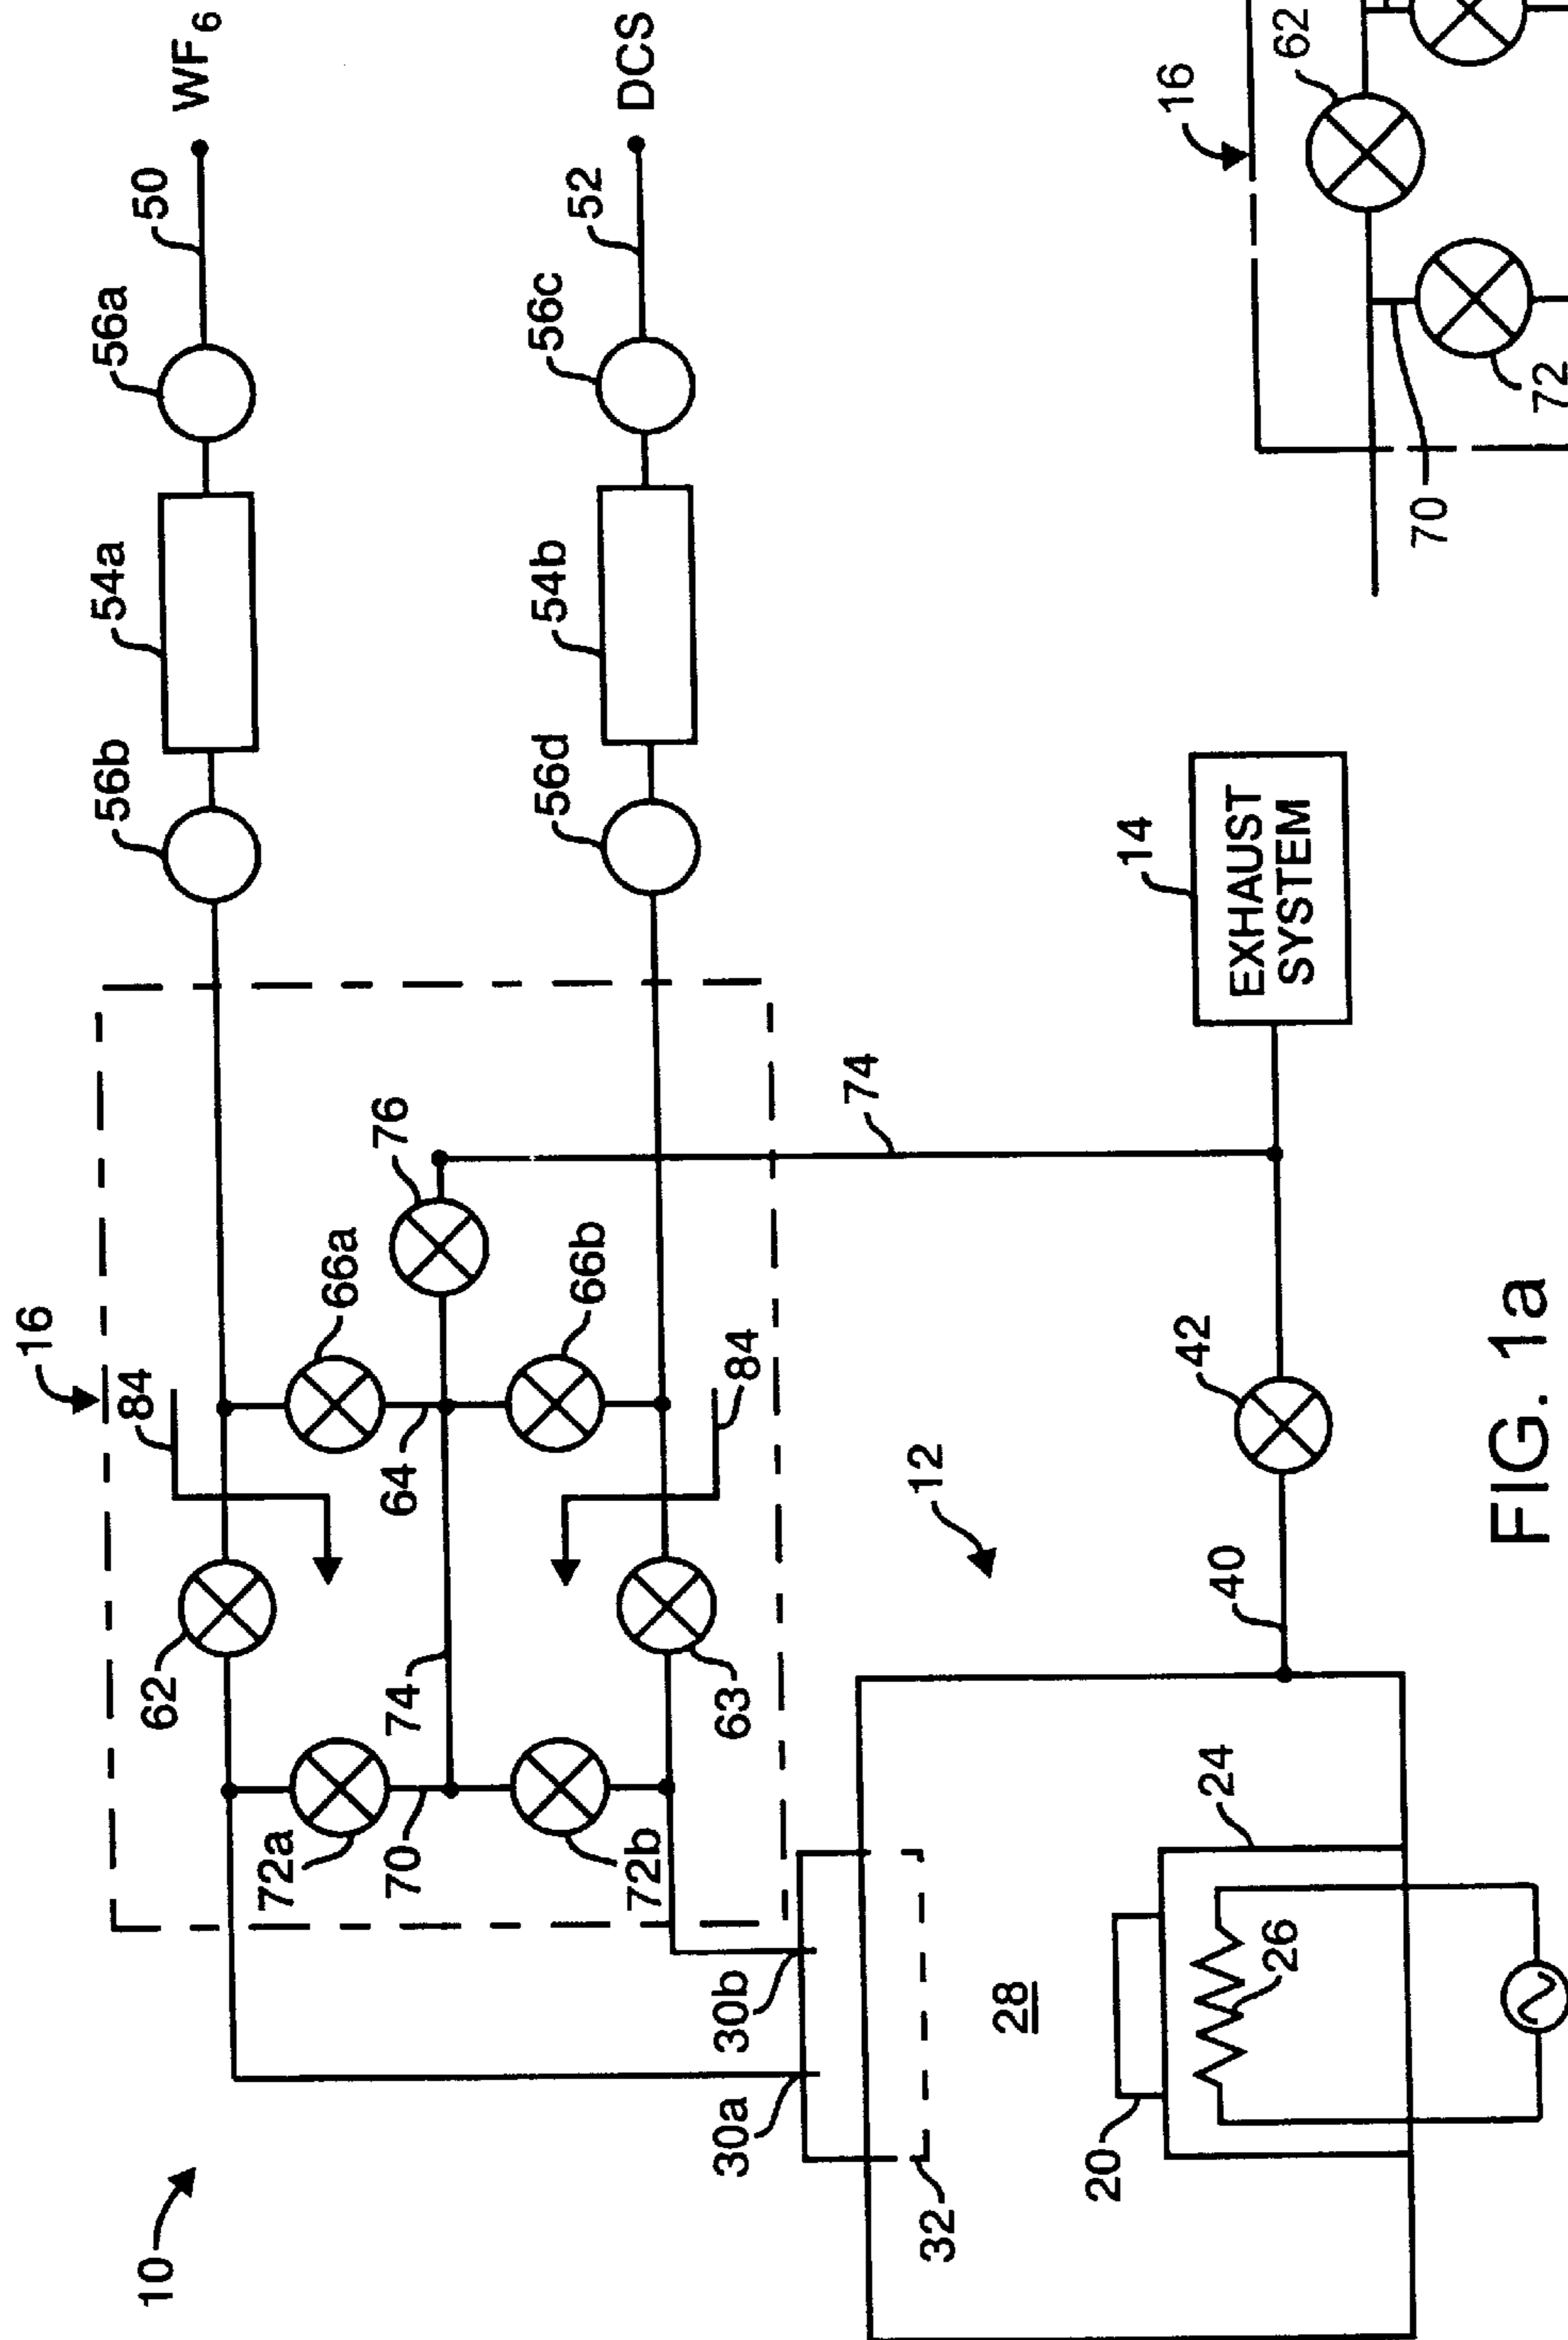 WF6
50
56a
54a
56b
DCS
52
56c
54b
56d
16
62
72
70
14
EXHAUST
SYSTEM
74
76
66a
66b
16
84
84
64
62
74
63
72a
70
72b
12
42
40
FIG. 1a
10
30a
30b
32
28
20
24
26